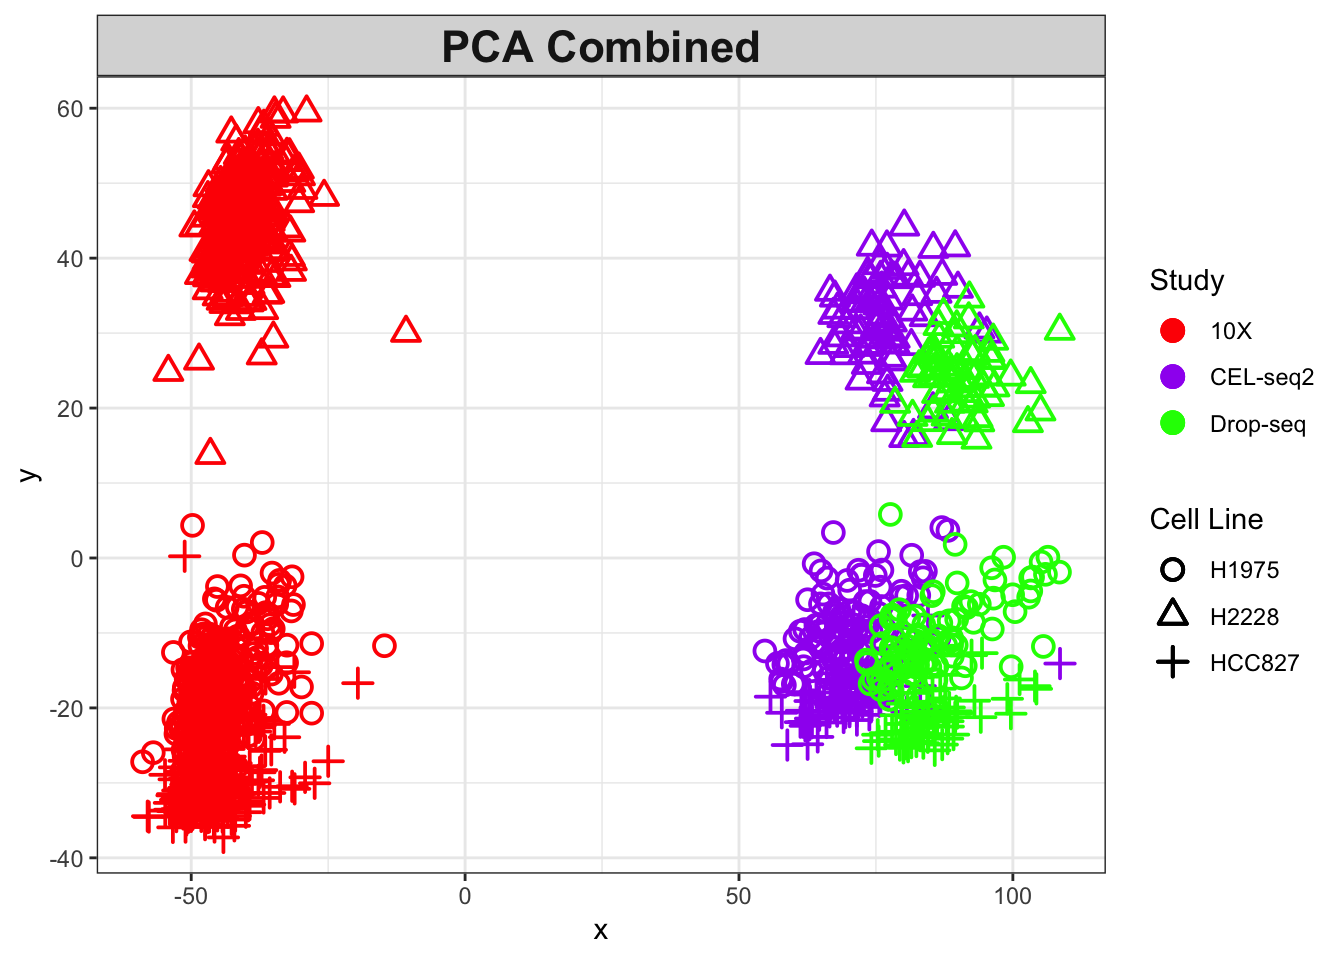 PCA Combined
60
40
20
0
-20
-40
y
-50
0
50
100
x
Study
10X
CEL-seq2
Drop-seq
Cell Line
H1975
H2228
HCC827